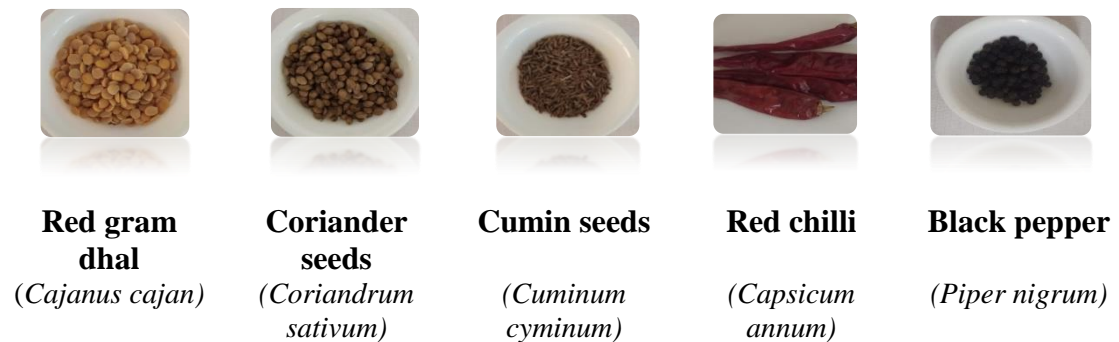 Red gram
dhal
(Cajanus cajan)
Coriander
seeds
(Coriandrum
sativum)
Cumin seeds
(Cuminum
cyminum)
Red chilli
(Capsicum
annum)
Black pepper
(Piper nigrum)